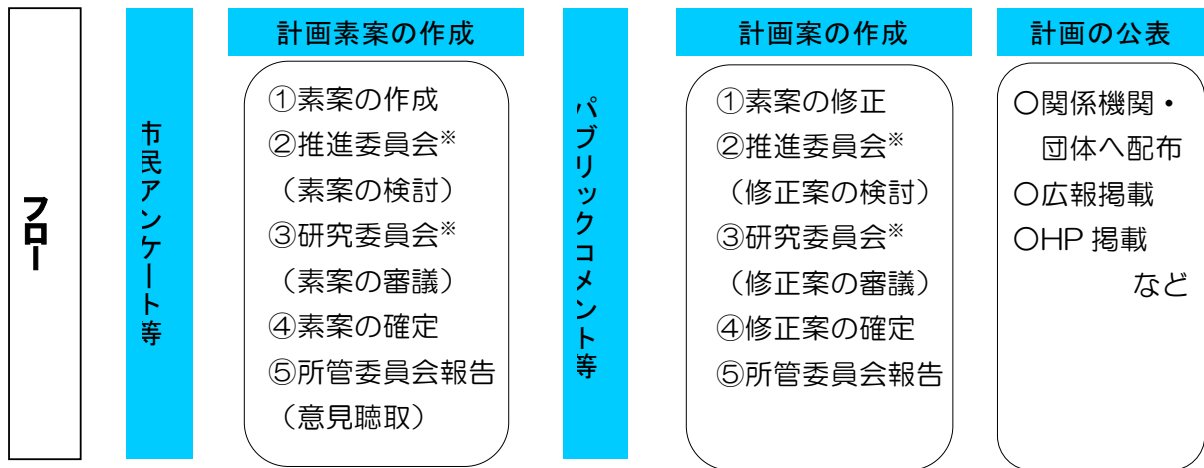 フロー
市民アンケート等
計画素案の作成
①素案の作成
②推進委員会※
（素案の検討）
③研究委員会※
（素案の審議）
④素案の確定
⑤所管委員会報告
（意見聴取）
パブリックコメント等
計画案の作成
①素案の修正
②推進委員会※
（修正案の検討）
③研究委員会※
（修正案の審議）
④修正案の確定
⑤所管委員会報告
計画の公表
〇関係機関・
団体へ配布
〇広報掲載
〇HP 掲載
など